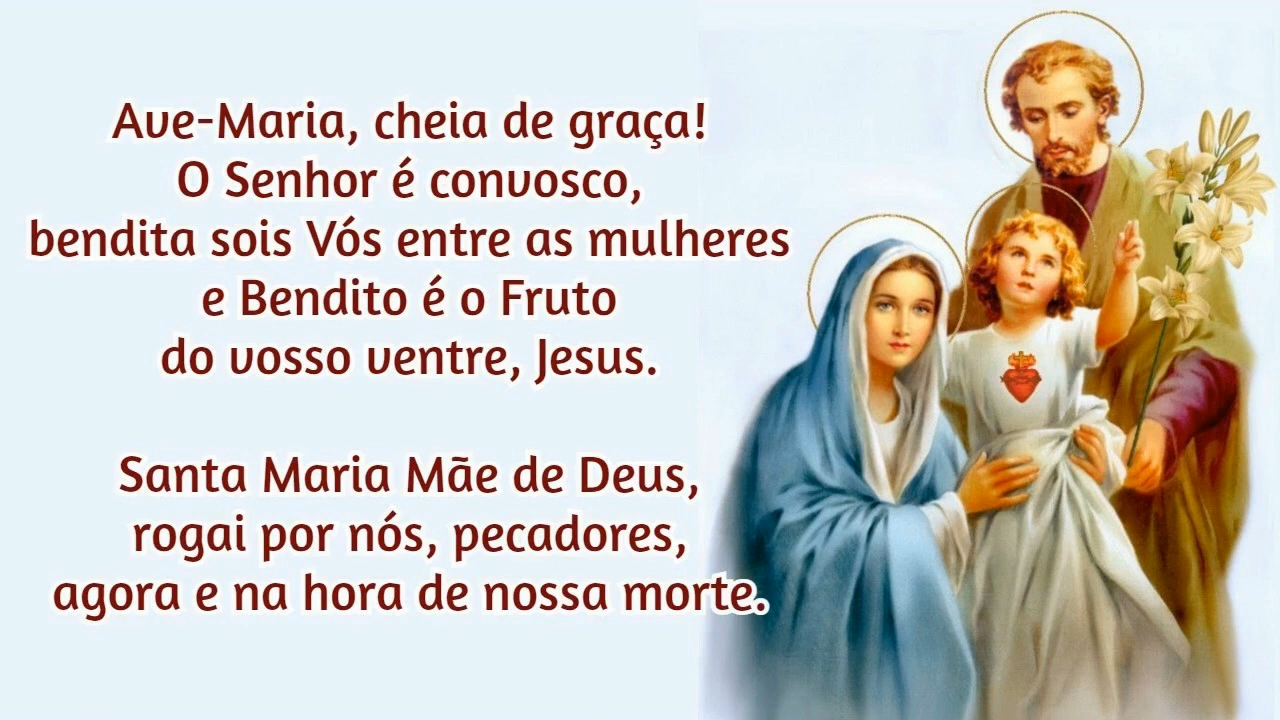 Ave-Maria, cheia de graça!
O Senhor é convosco,
bendita sois Vós entre as mulheres
e Bendito é o Fruto
do vosso ventre, Jesus.
Santa Maria Mãe de Deus,
rogai por nós, pecadores,
agora e na hora de nossa morte.